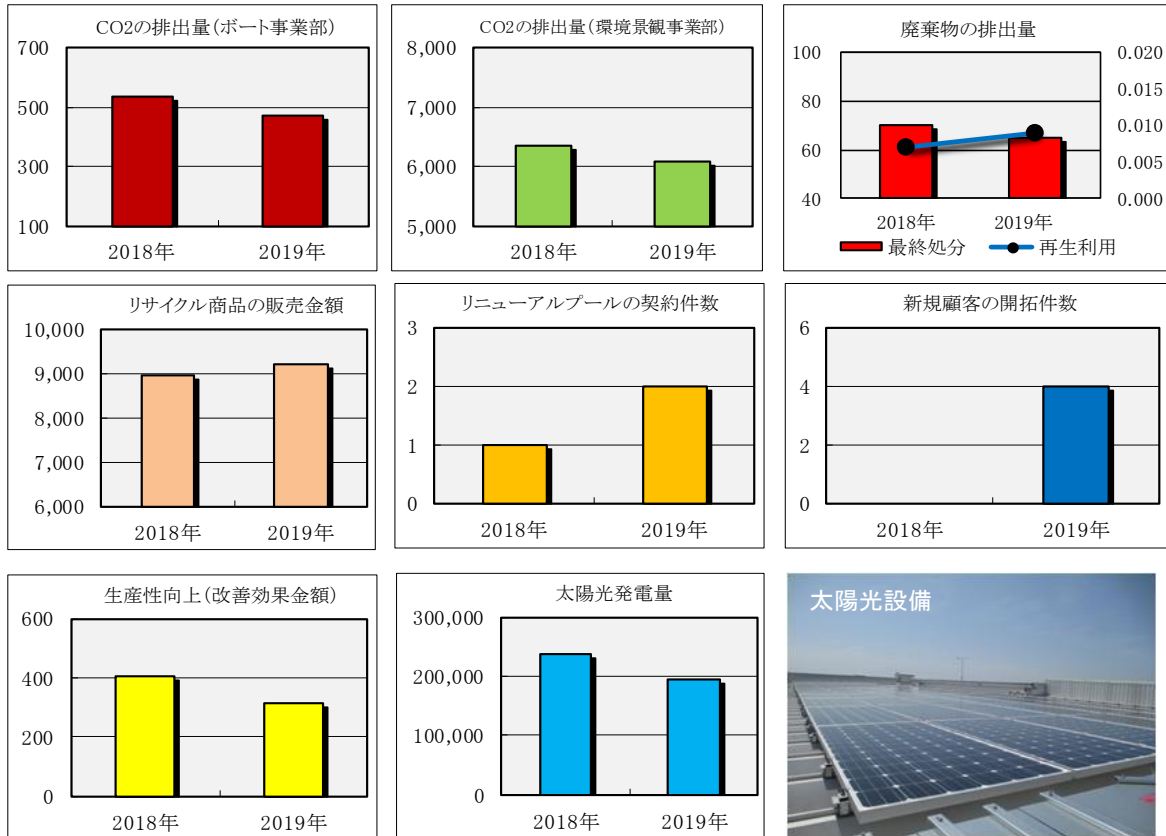 CO2の排出量(ボート事業部)
700
500
300
100
2018年 2019年
CO2の排出量(環境景観事業部)
8,000
7,000
6,000
5,000
2018年 2019年
廃棄物の排出量
100
80
60
40
0.020
0.015
0.010
0.005
0.000
2018年 2019年
最終処分 再生利用
リサイクル商品の販売金額
10,000
9,000
8,000
7,000
6,000
2018年 2019年
リニューアルプールの契約件数
3
2
1
0
2018年 2019年
新規顧客の開拓件数
6
4
2
0
2018年 2019年
生産性向上(改善効果金額)
600
400
200
0
2018年 2019年
太陽光発電量
300,000
200,000
100,000
0
2018年 2019年
太陽光設備